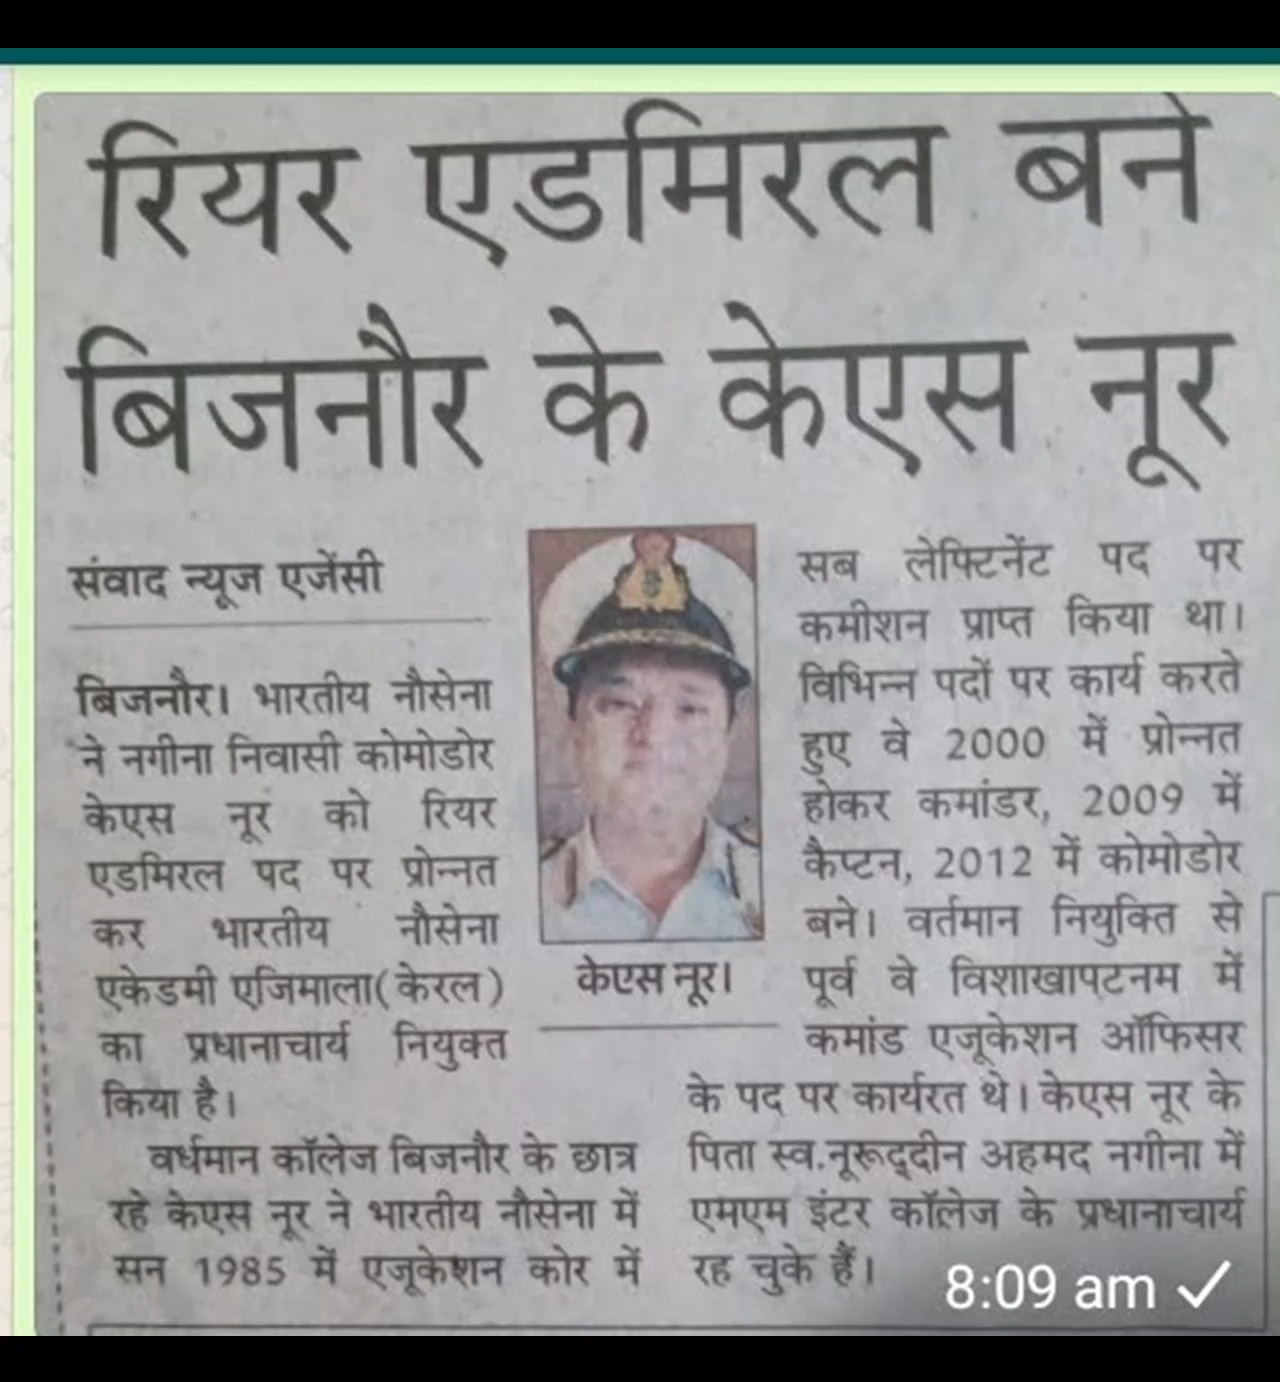 रियर एडमिरल बने
बिजनौर के केएस नूर
संवाद न्यूज एजेंसी
बिजनौर। भारतीय नौसेना
ने नगीना निवासी कोमोडोर
केएस नूर को रियर
एडमिरल पद पर प्रोन्नत
कर भारतीय नौसेना
एकेडमी एजिमाला(केरल)
का प्रधानाचार्य नियुक्त
किया है।
वर्धमान कॉलेज बिजनौर के छात्र
रहे केएस नूर ने भारतीय नौसेना में
सन 1985 में एजूकेशन कोर में
केएस नूर।
सब लेफ्टिनेंट पद पर
कमीशन प्राप्त किया था।
विभिन्न पदों पर कार्य करते
हुए वे 2000 में प्रोन्नत
होकर कमांडर, 2009 में
कैप्टन, 2012 में कोमोडोर
बने। वर्तमान नियुक्ति से
पूर्व वे विशाखापटनम में
कमांड एजूकेशन ऑफिसर
के पद पर कार्यरत थे। केएस नूर के
पिता स्व.नूरूद्दीन अहमद नगीना में
एमएम इंटर कॉलेज के प्रधानाचार्य
रह चुके हैं।
8:09 am